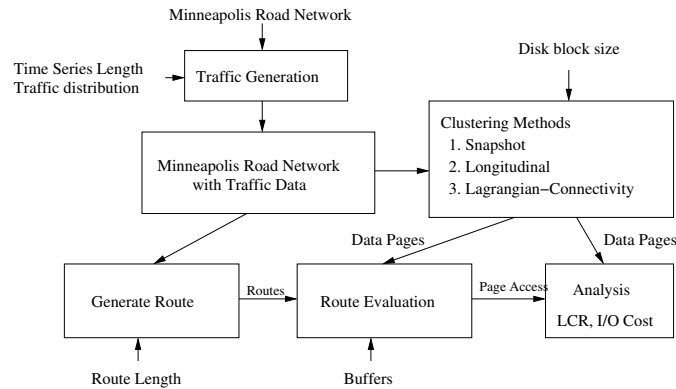 Minneapolis Road Network
Disk block size
Time Series Length
Traffic distribution
Traffic Generation
Clustering Methods
1. Snapshot
2. Longitudinal
3. Lagrangian−Connectivity
Minneapolis Road Network
with Traffic Data
Data Pages
Data Pages
Generate Route
Routes
Route Evaluation
Page Access
Analysis
LCR, I/O Cost
Route Length
Buffers